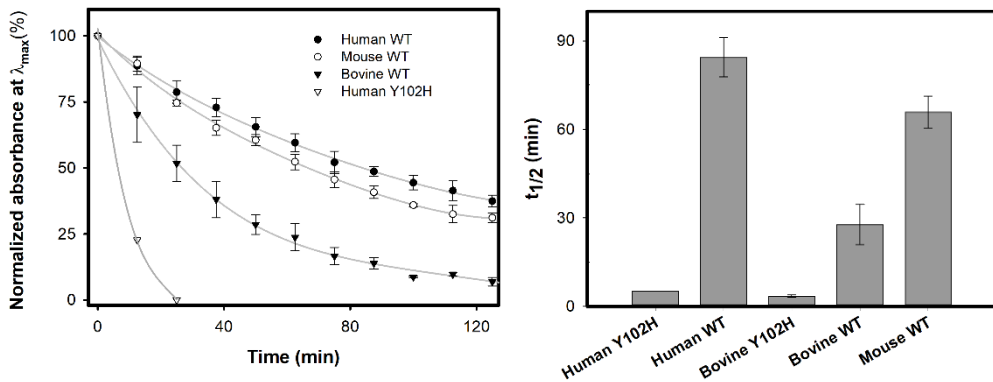 Normalized absorbance at λmax(%)
100
75
50
25
0
0
40
80
120
Time (min)
Human WT
Mouse WT
Bovine WT
Human Y102H
t1/2 (min)
90
60
30
0
Human Y102H
Human WT
Bovine Y102H
Bovine WT
Mouse WT